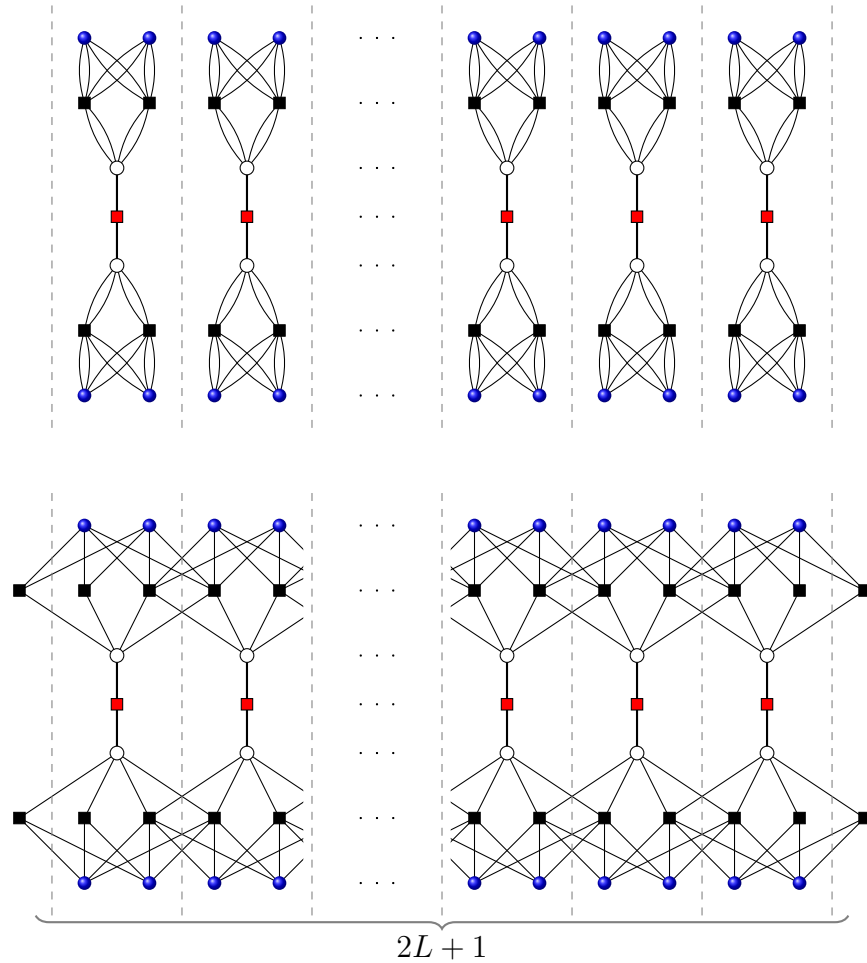 . . .
. . .
. . .
. . .
. . .
. . .
. . .
. . .
. . .
. . .
. . .
. . .
. . .
. . .
2L + 1